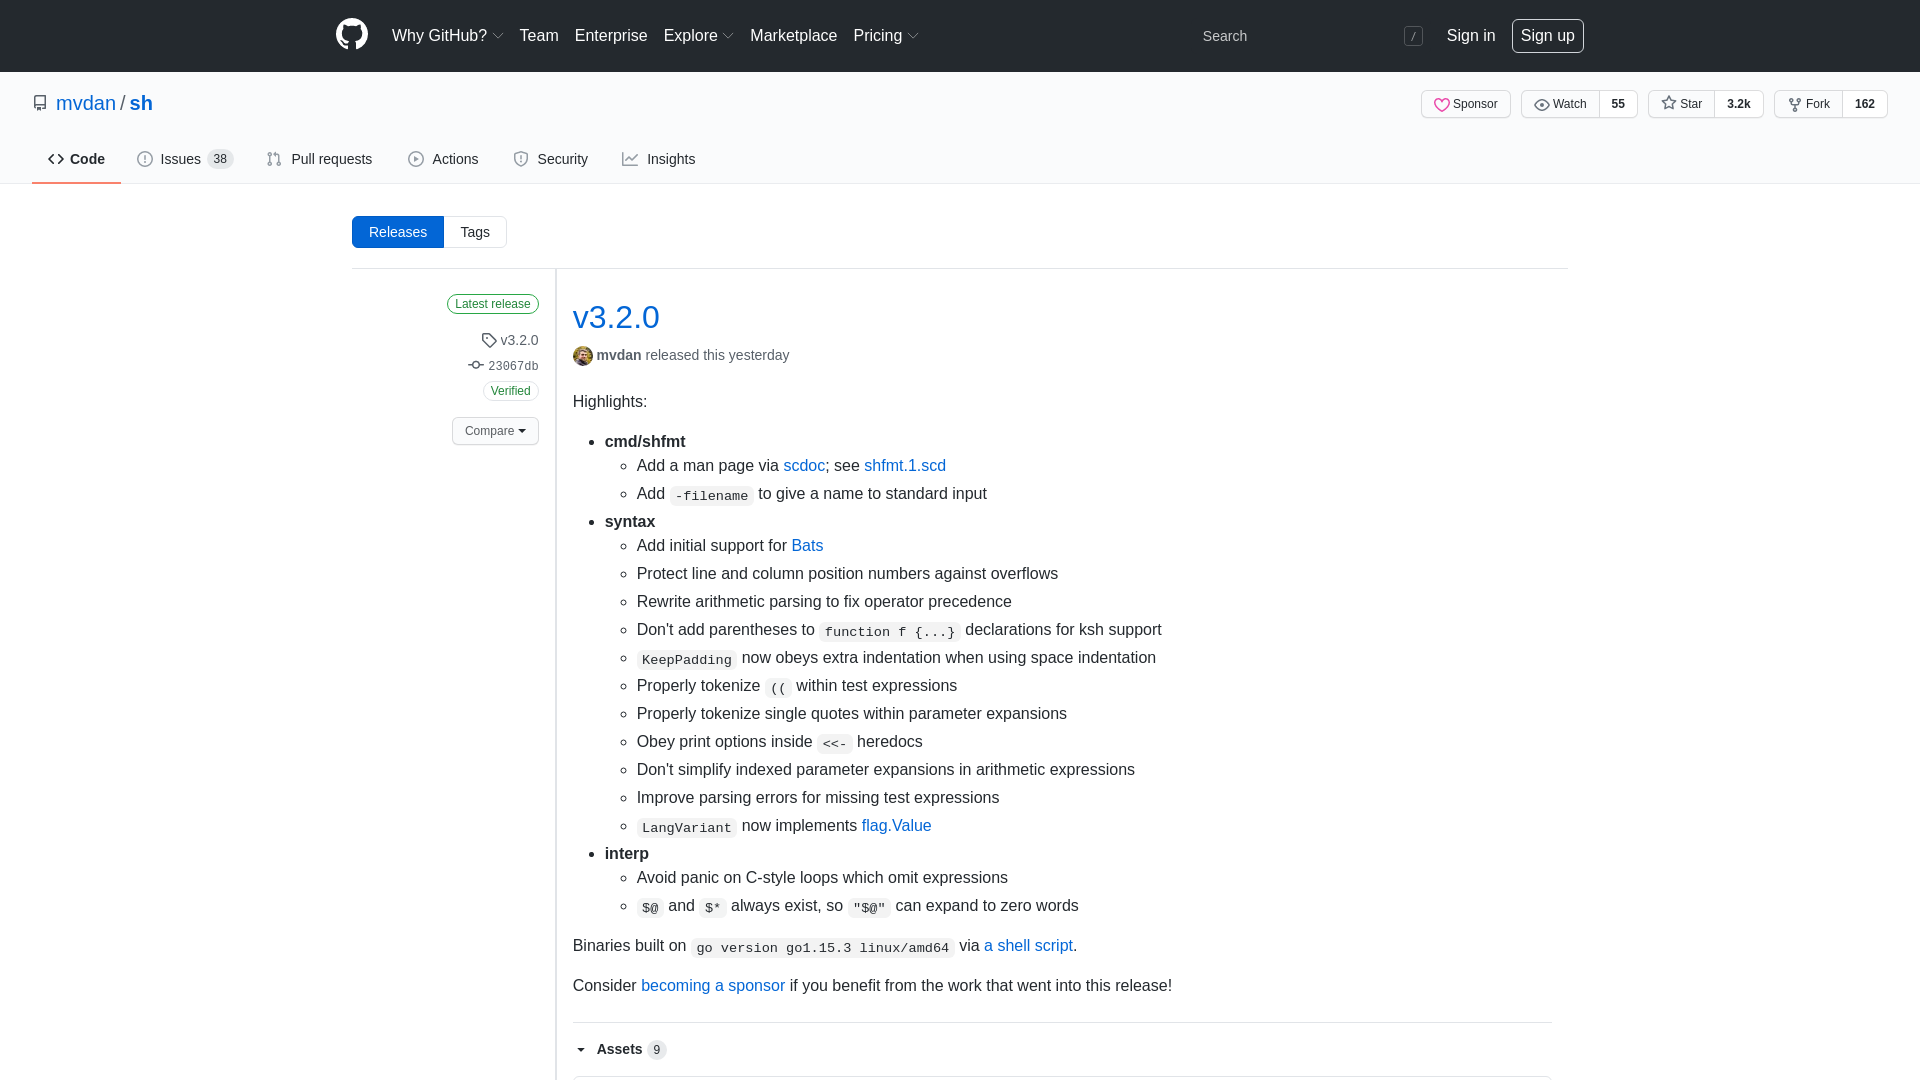 Why GitHub? Team Enterprise Explore Marketplace Pricing Search / Sign in Sign up
mvdan / sh Sponsor Watch 55 Star 3.2k Fork 162
Code Issues 38 Pull requests Actions Security Insights
Releases Tags
Latest release
v3.2.0
23067db
Verified
Compare
v3.2.0
mvdan released this yesterday
Highlights:
cmd/shfmt
Add a man page via scdoc; see shfmt.1.scd
Add -filename to give a name to standard input
syntax
Add initial support for Bats
Protect line and column position numbers against overflows
Rewrite arithmetic parsing to fix operator precedence
Don't add parentheses to function f {...} declarations for ksh support
KeepPadding now obeys extra indentation when using space indentation
Properly tokenize (( within test expressions
Properly tokenize single quotes within parameter expansions
Obey print options inside <<- heredocs
Don't simplify indexed parameter expansions in arithmetic expressions
Improve parsing errors for missing test expressions
LangVariant now implements flag.Value
interp
Avoid panic on C-style loops which omit expressions
$@ and $* always exist, so "$@" can expand to zero words
Binaries built on go version go1.15.3 linux/amd64 via a shell script.
Consider becoming a sponsor if you benefit from the work that went into this release!
Assets 9